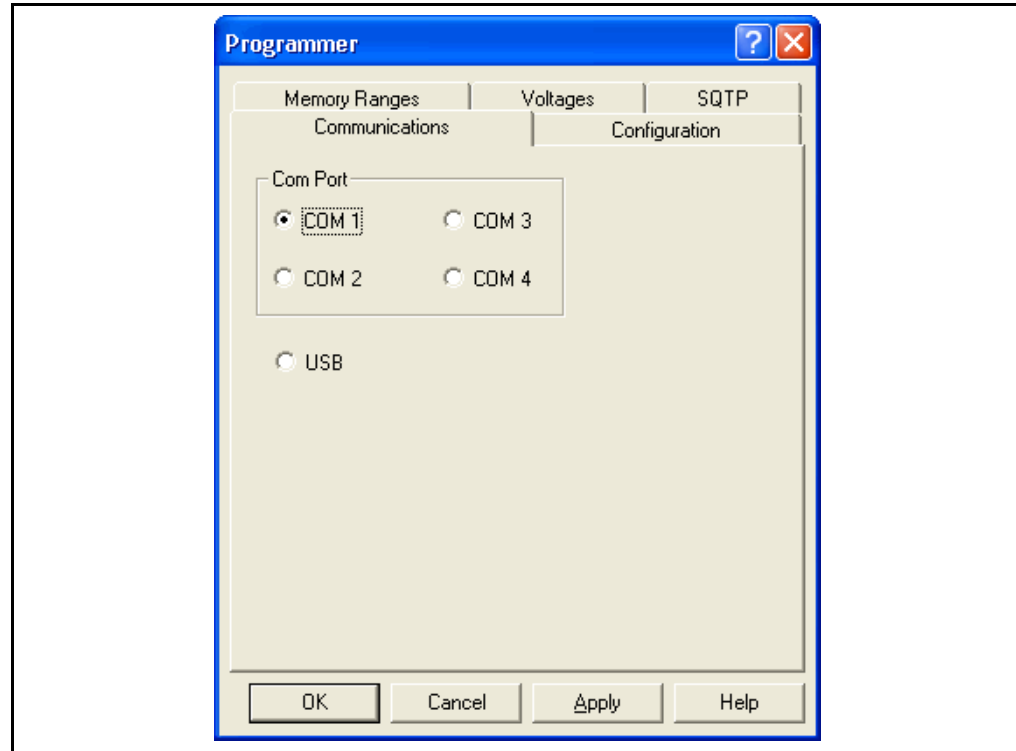 Programmer
Memory Ranges Voltages SQTP
Communications Configuration
Com Port
COM 1 COM 3
COM 2 COM 4
USB
OK Cancel Apply Help